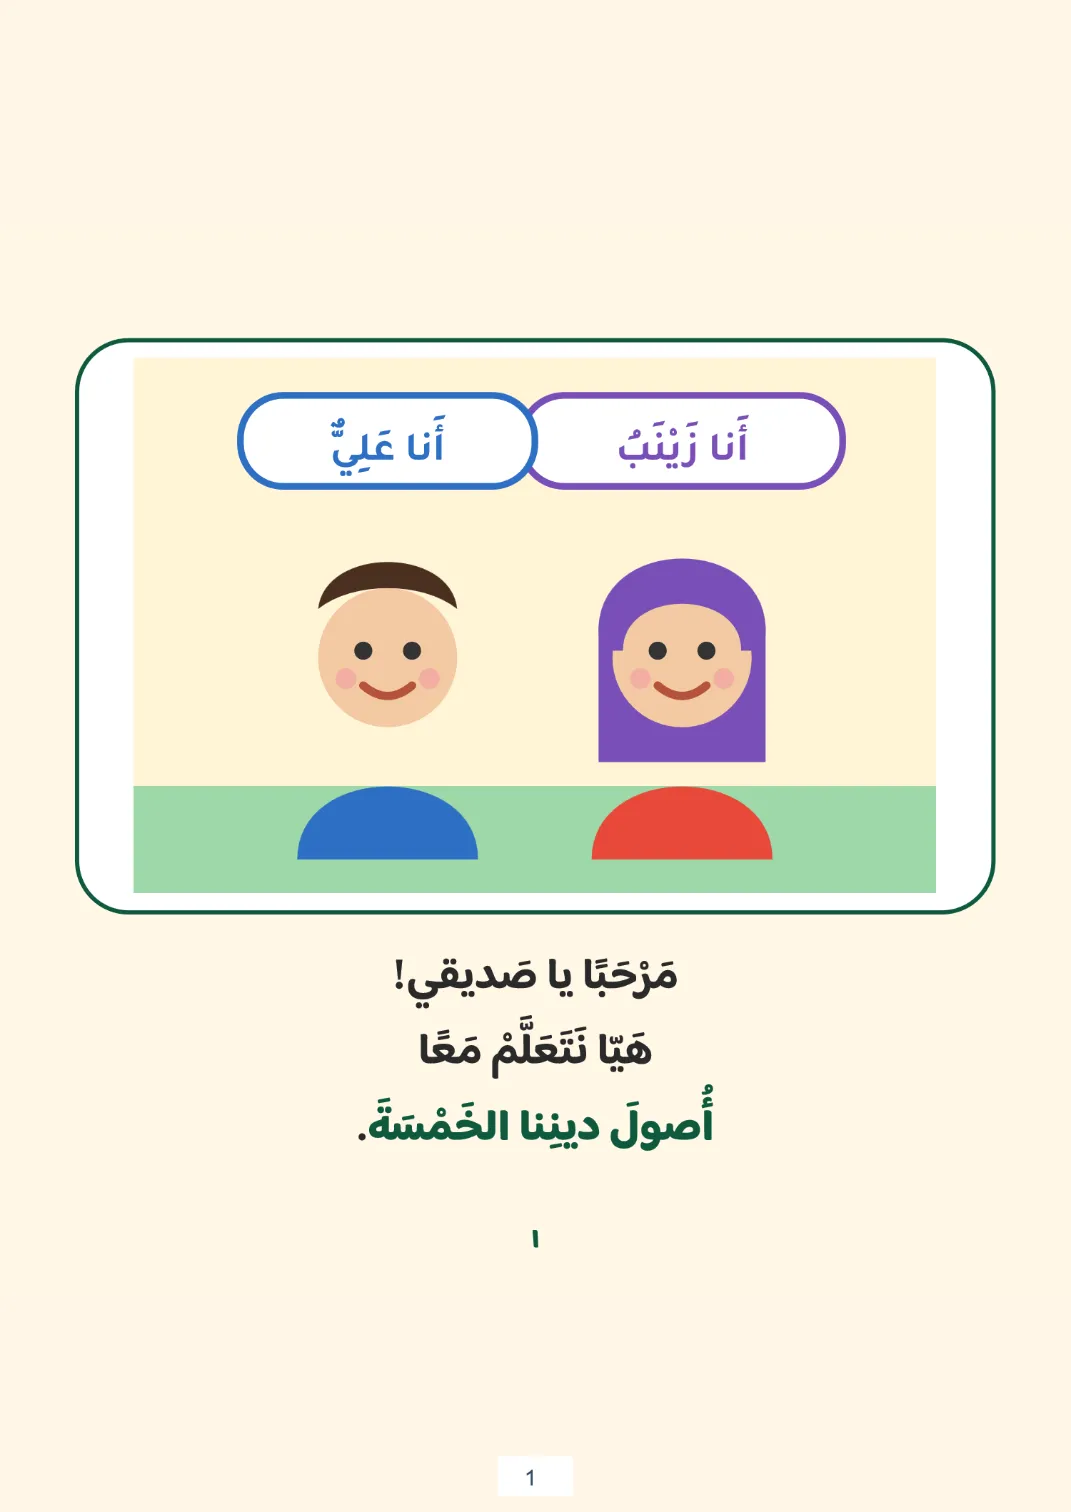 أَنا زَيْنَبُ
أَنا عَلِيٌّ
مَرْحَبًا يا صَديقي!
هَيّا نَتَعَلَّمْ مَعًا
أُصولَ دينِنا الخَمْسَةَ.
١
1